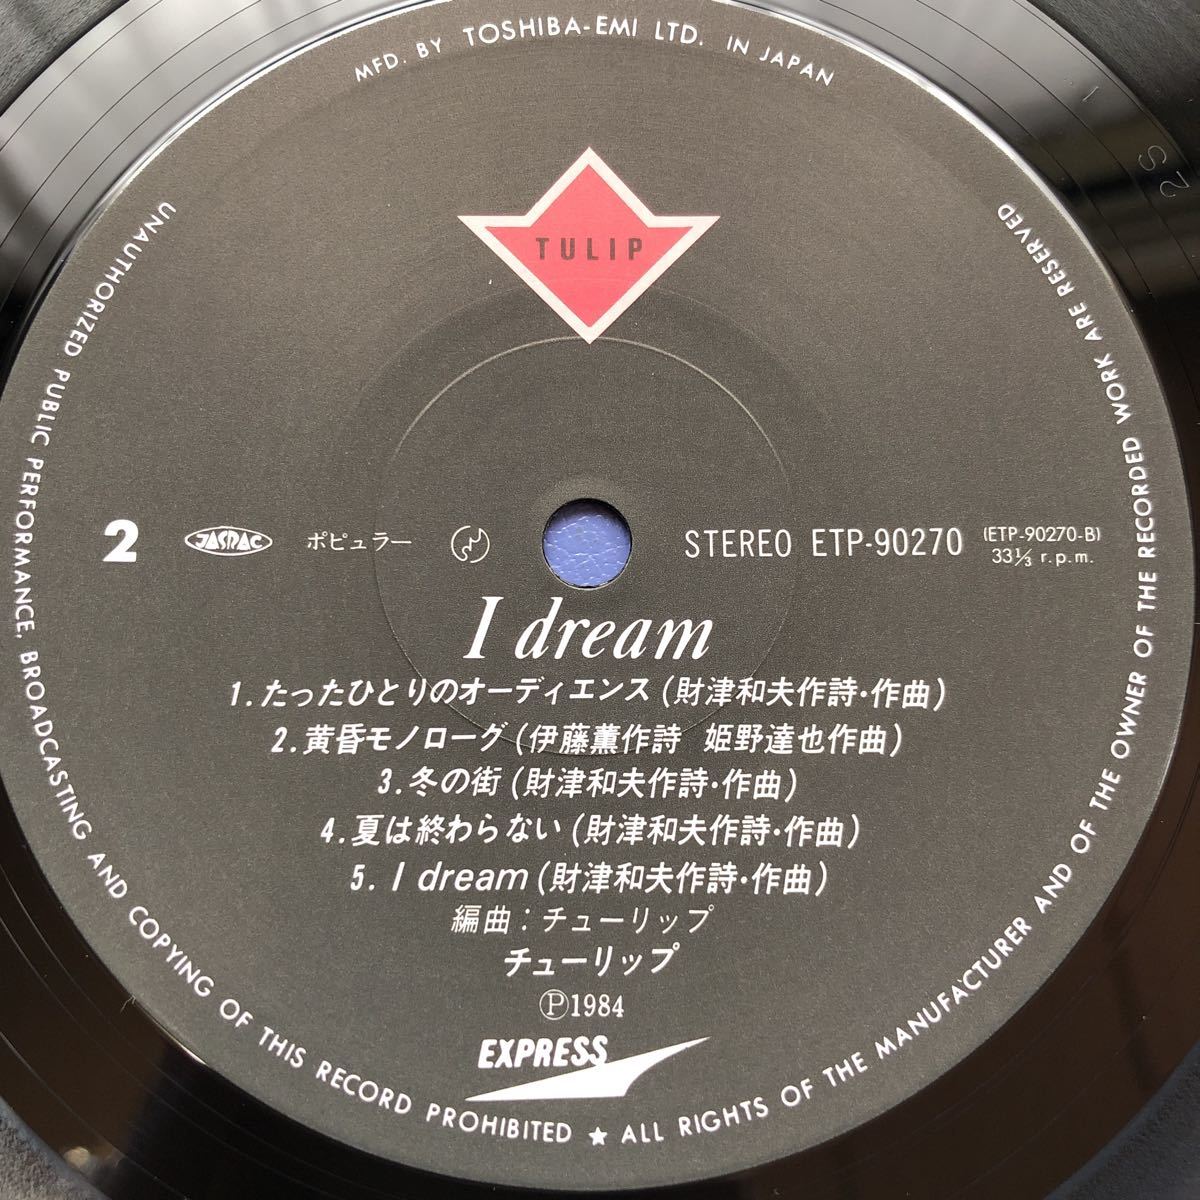 MFD. BY TOSHIBA-EMI LTD. IN JAPAN
TULIP
2 JASRAC ポピュラー STEREO ETP-90270 (ETP-90270-B)
33⅓ r.p.m.
I dream
1.たったひとりのオーディエンス(財津和夫作詩・作曲)
2.黄昏モノローグ(伊藤薫作詩 姫野達也作曲)
3.冬の街(財津和夫作詩・作曲)
4.夏は終わらない(財津和夫作詩・作曲)
5.I dream(財津和夫作詩・作曲)
編曲:チューリップ
チューリップ
Ⓟ1984
EXPRESS
UNAUTHORIZED PUBLIC PERFORMANCE, BROADCASTING AND COPYING OF THIS RECORD PROHIBITED ★ ALL RIGHTS OF THE MANUFACTURER AND OF THE OWNER OF THE RECORDED WORK ARE RESERVED